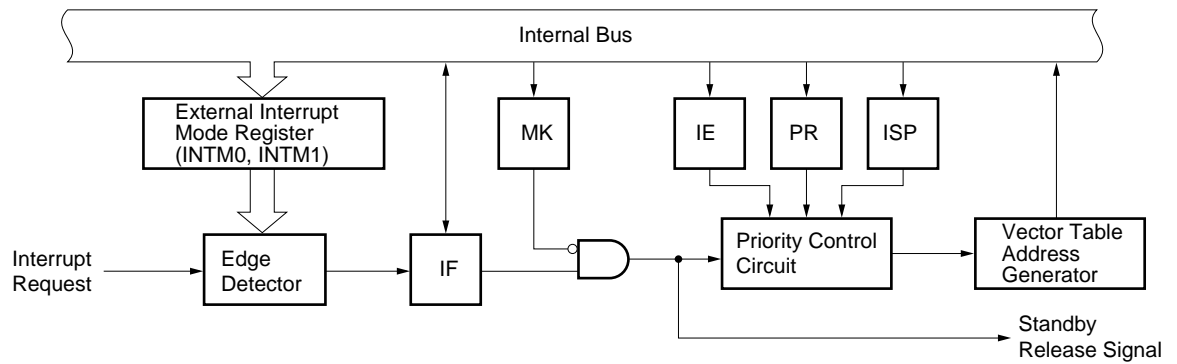 Internal Bus
External Interrupt
Mode Register
(INTM0, INTM1)
MK
IE
PR
ISP
Interrupt
Request
Edge
Detector
IF
Priority Control
Circuit
Vector Table
Address
Generator
Standby
Release Signal